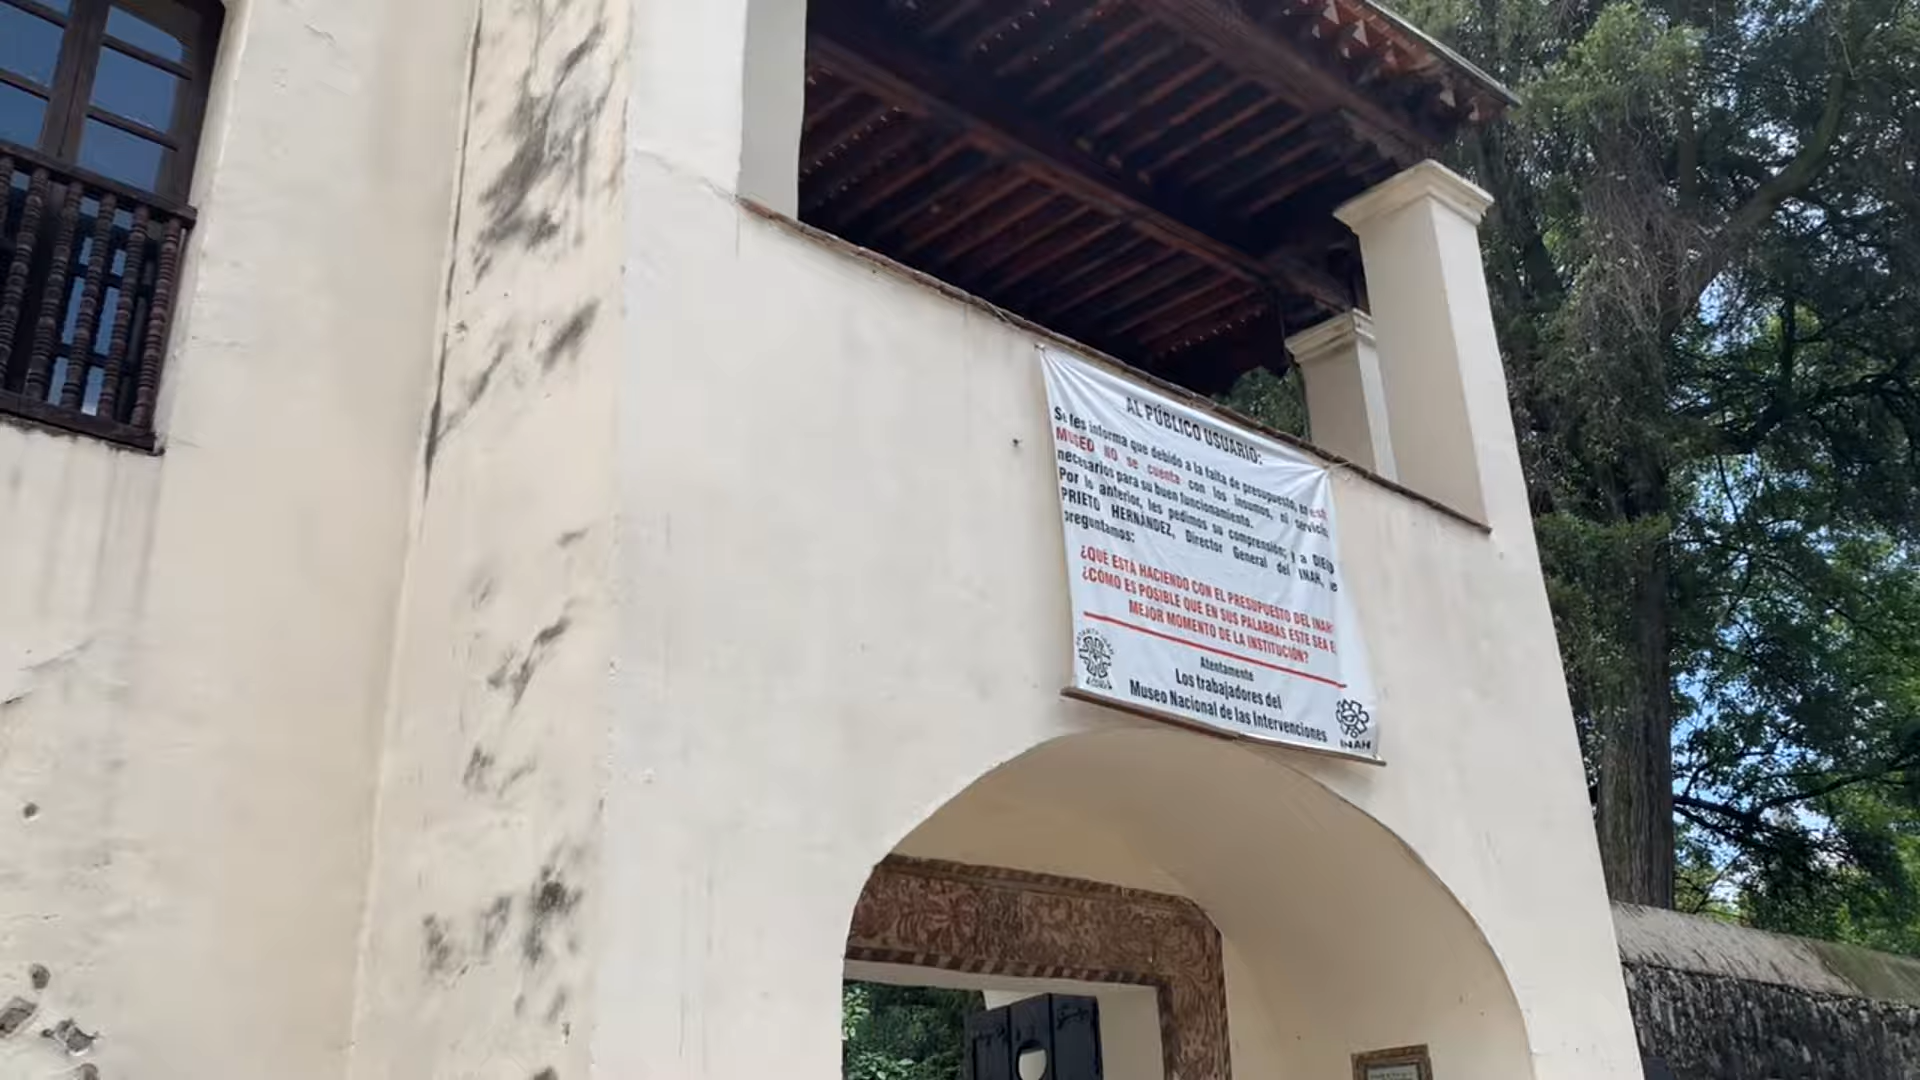 AL PÚBLICO USUARIO:
Se les informa que debido a la falta de presupuesto, en este
MUSEO NO se cuenta con los insumos, ni servicios
necesarios para su buen funcionamiento.
Por lo anterior, les pedimos su comprensión; y a DIEGO
PRIETO HERNÁNDEZ, Director General del INAH, le
preguntamos:
¿QUÉ ESTÁ HACIENDO CON EL PRESUPUESTO DEL INAH?
¿CÓMO ES POSIBLE QUE EN SUS PALABRAS ESTE SEA EL
MEJOR MOMENTO DE LA INSTITUCIÓN?
Atentamente
Los trabajadores del
Museo Nacional de las Intervenciones
INAH